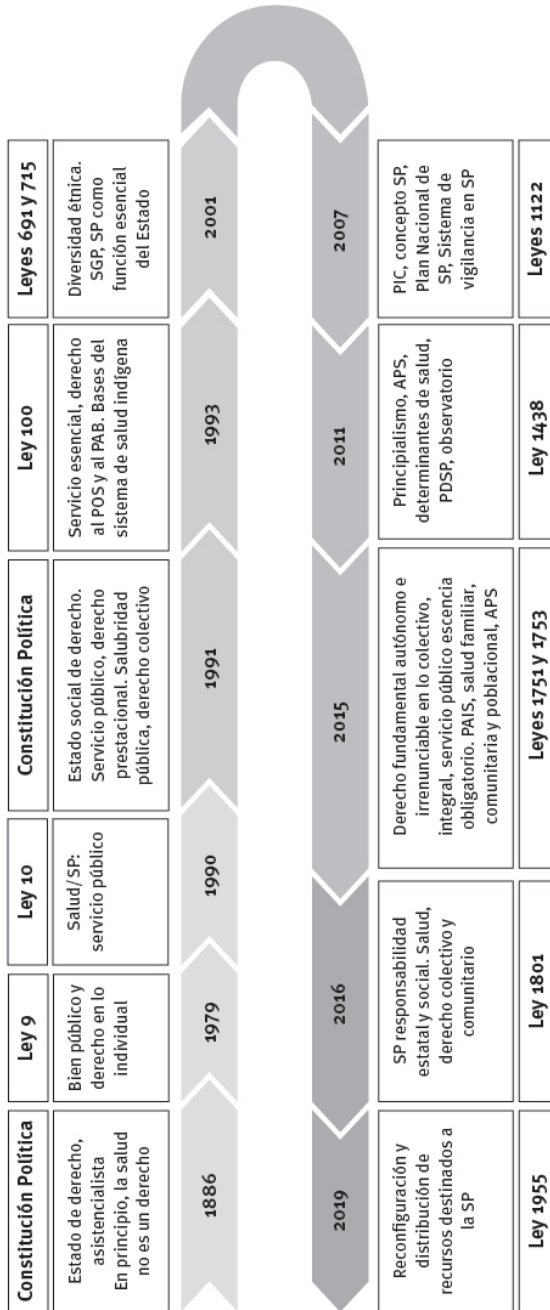 Constitución Política
Estado de derecho,
asistencialista
En principio, la salud
no es un derecho
1886
Ley 9
Bien público y
derecho en lo
individual
1979
Ley 10
Salud/SP:
servicio público
1990
Constitución Política
Estado social de derecho.
Servicio público, derecho
prestacional. Salubridad
pública, derecho colectivo
1991
Ley 100
Servicio esencial, derecho
al POS y al PAB. Bases del
sistema de salud indígena
1993
Leyes 691 y 715
Diversidad étnica.
SGP, SP como
función esencial
del Estado
2001
2007
PIC, concepto SP,
Plan Nacional de
SP, Sistema de
vigilancia en SP
Leyes 1122
2011
Principialismo, APS,
determinantes de salud,
PDSP, observatorio
Ley 1438
2015
Derecho fundamental autónomo e
irrenunciable en lo colectivo,
integral, servicio público escencia
obligatorio. PAIS, salud familiar,
comunitaria y poblacional, APS
Leyes 1751 y 1753
2016
SP responsabilidad
estatal y social. Salud,
derecho colectivo y
comunitario
Ley 1801
2019
Reconfiguración y
distribución de
recursos destinados a
la SP
Ley 1955